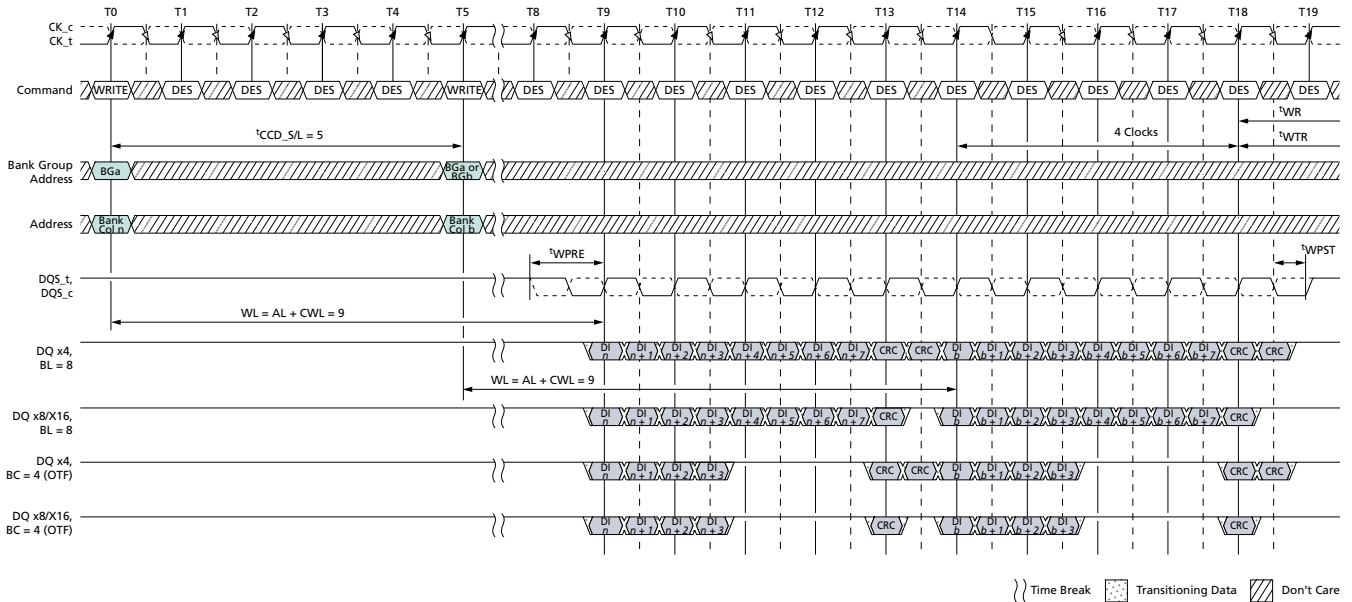 T0 T1 T2 T3 T4 T5 T8 T9 T10 T11 T12 T13 T14 T15 T16 T17 T18 T19
CK_c
CK_t
Command WRITE DES DES DES DES WRITE DES DES DES DES DES DES DES DES DES DES DES DES
tWR
tCCD_S/L = 5
4 Clocks
tWTR
Bank Group
Address
BGa
BGa or
BGb
Address
Bank
Col n
Bank
Col b
tWPRE
tWPST
DQS_t,
DQS_c
WL = AL + CWL = 9
DQ x4,
BL = 8
DI n DI n + 1 DI n + 2 DI n + 3 DI n + 4 DI n + 5 DI n + 6 DI n + 7 CRC CRC DI b DI b + 1 DI b + 2 DI b + 3 DI b + 4 DI b + 5 DI b + 6 DI b + 7 CRC CRC
WL = AL + CWL = 9
DQ x8/X16,
BL = 8
DI n DI n + 1 DI n + 2 DI n + 3 DI n + 4 DI n + 5 DI n + 6 DI n + 7 CRC DI b DI b + 1 DI b + 2 DI b + 3 DI b + 4 DI b + 5 DI b + 6 DI b + 7 CRC
DQ x4,
BC = 4 (OTF)
DI n DI n + 1 DI n + 2 DI n + 3 CRC CRC DI b DI b + 1 DI b + 2 DI b + 3 CRC CRC
DQ x8/X16,
BC = 4 (OTF)
DI n DI n + 1 DI n + 2 DI n + 3 CRC DI b DI b + 1 DI b + 2 DI b + 3 CRC
Time Break Transitioning Data Don't Care